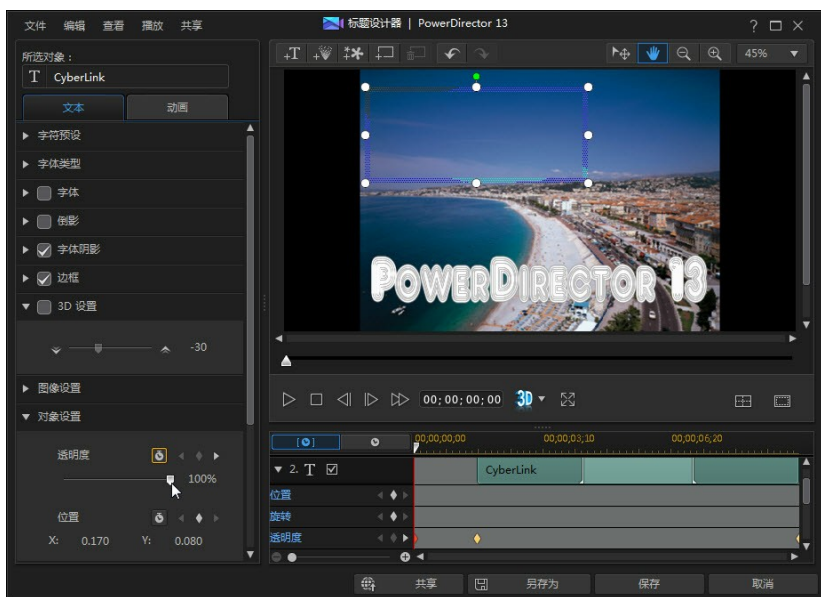 文件 编辑 查看 播放 共享 标题设计器 | PowerDirector 13
所选对象:
T CyberLink
文本 动画
字符预设
字体类型
字体
倒影
字体阴影
边框
3D 设置
-30
图像设置
对象设置
透明度
100%
位置
X: 0.170 Y: 0.080
45%
POWERDIRECTOR 13
00;00;00;00 3D
00;00;00;00 00;00;03;10 00;00;06;20
2. T CyberLink
位置
旋转
透明度
共享 另存为 保存 取消